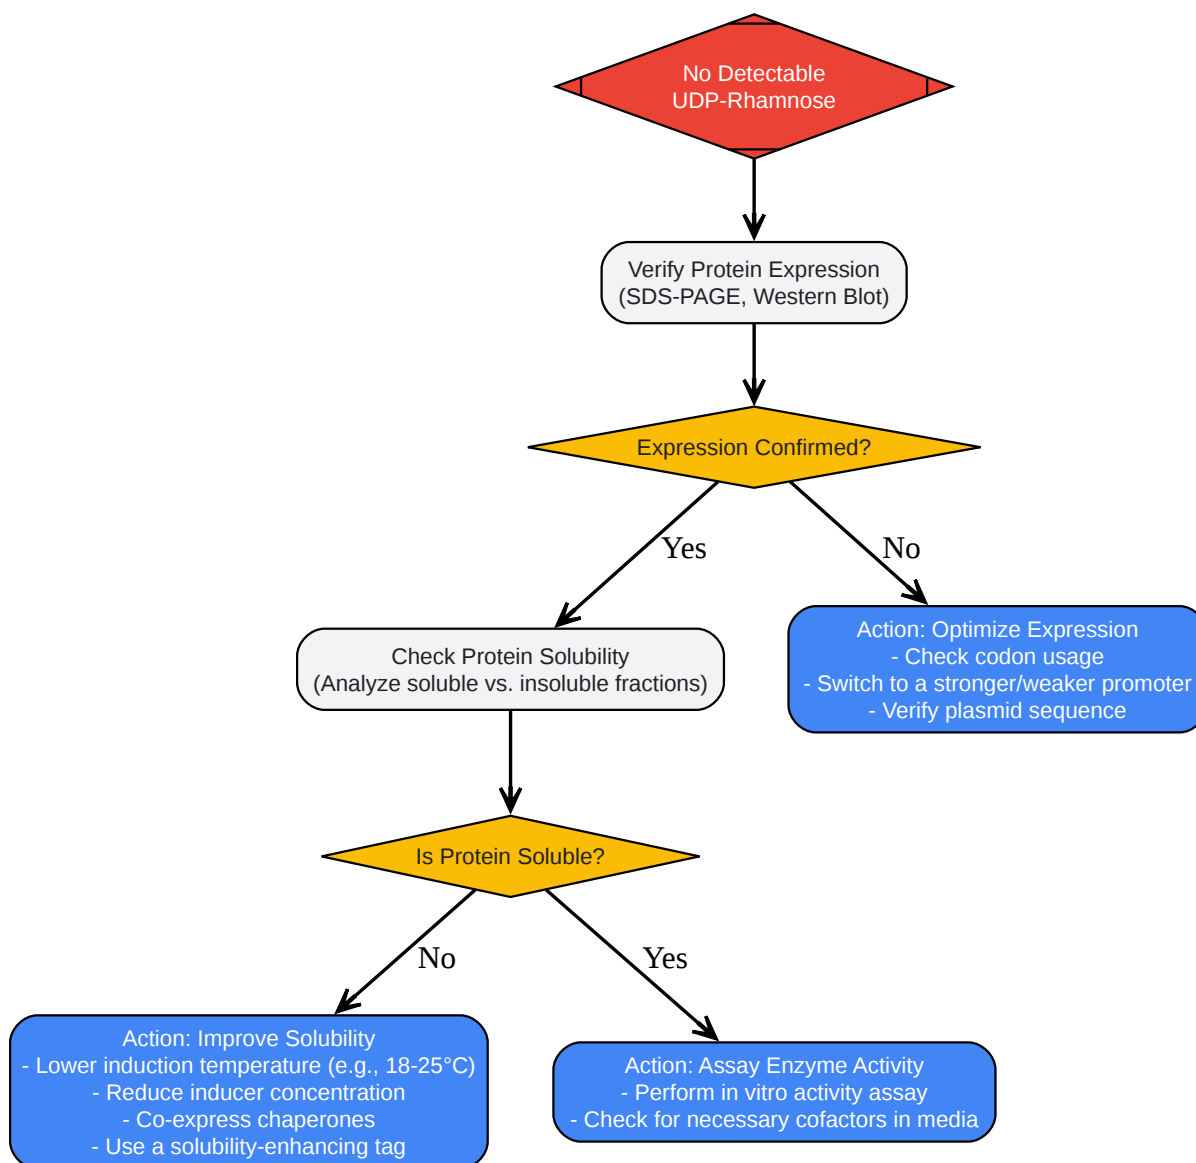 No Detectable
UDP-Rhamnose
Verify Protein Expression
(SDS-PAGE, Western Blot)
Expression Confirmed?
Yes
No
Check Protein Solubility
(Analyze soluble vs. insoluble fractions)
Action: Optimize Expression
- Check codon usage
- Switch to a stronger/weaker promoter
- Verify plasmid sequence
Is Protein Soluble?
No
Yes
Action: Improve Solubility
- Lower induction temperature (e.g., 18-25°C)
- Reduce inducer concentration
- Co-express chaperones
- Use a solubility-enhancing tag
Action: Assay Enzyme Activity
- Perform in vitro activity assay
- Check for necessary cofactors in media